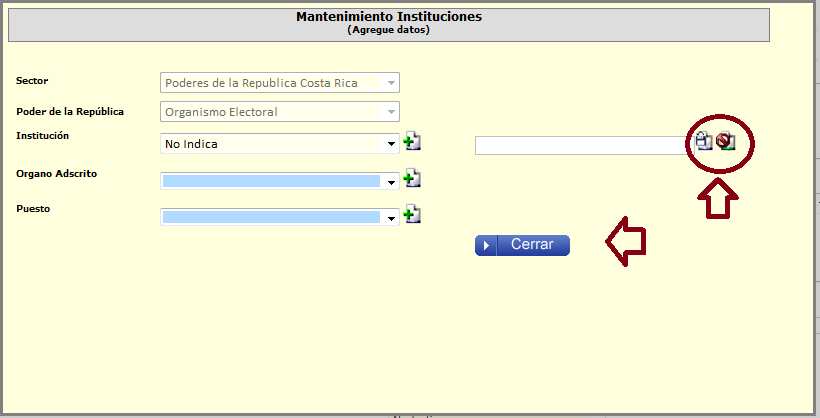 Mantenimiento Instituciones
(Agregue datos)
Sector
Poderes de la Republica Costa Rica
Poder de la República
Organismo Electoral
Institución
No Indica
Organo Adscrito
Puesto
Cerrar